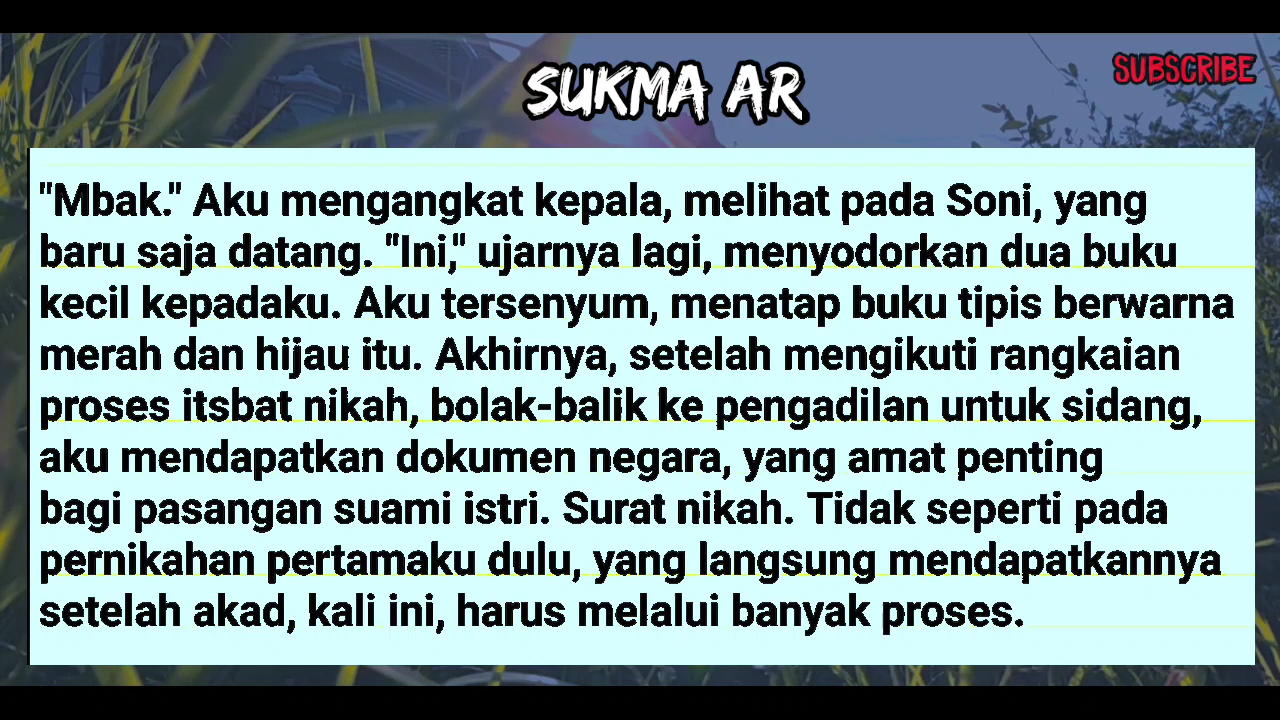 SUKMA AR
SUBSCRIBE
"Mbak." Aku mengangkat kepala, melihat pada Soni, yang
baru saja datang. "Ini," ujarnya lagi, menyodorkan dua buku
kecil kepadaku. Aku tersenyum, menatap buku tipis berwarna
merah dan hijau itu. Akhirnya, setelah mengikuti rangkaian
proses itsbat nikah, bolak-balik ke pengadilan untuk sidang,
aku mendapatkan dokumen negara, yang amat penting
bagi pasangan suami istri. Surat nikah. Tidak seperti pada
pernikahan pertamaku dulu, yang langsung mendapatkannya
setelah akad, kali ini, harus melalui banyak proses.